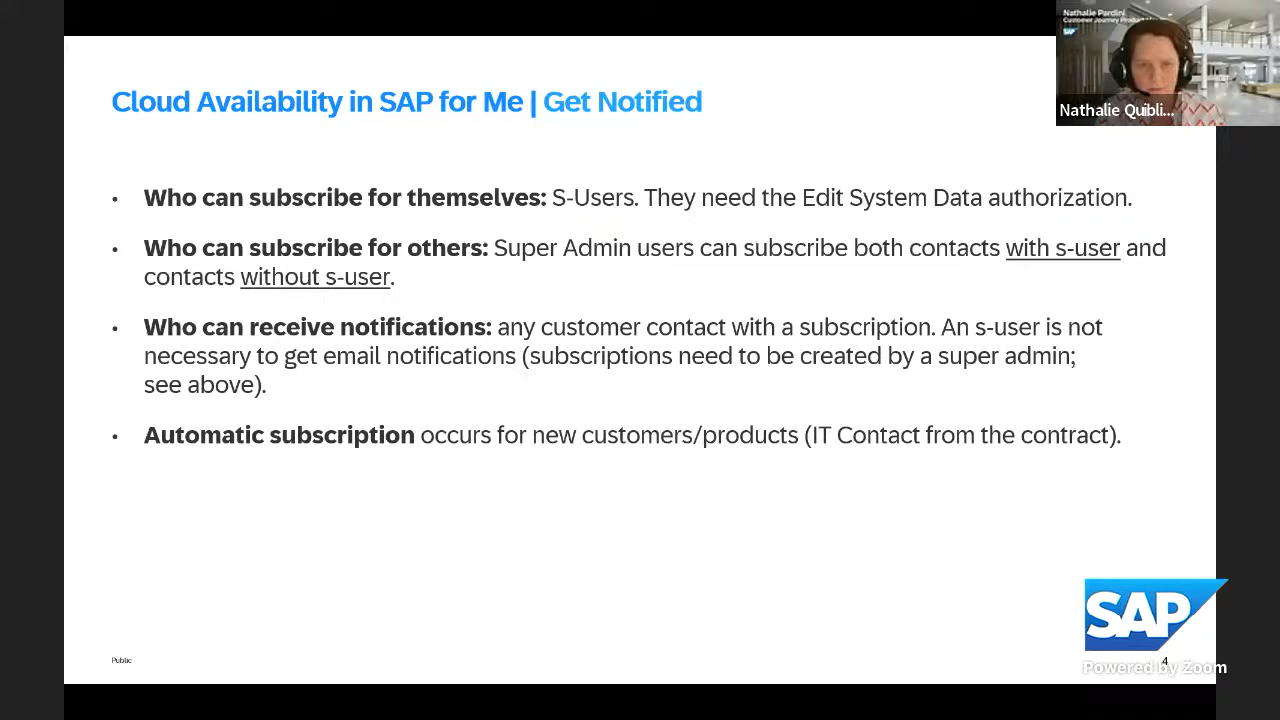 Nathalie Pardini
SAP
Nathalie Quibli...
Cloud Availability in SAP for Me | Get Notified
• Who can subscribe for themselves: S-Users. They need the Edit System Data authorization.
• Who can subscribe for others: Super Admin users can subscribe both contacts with s-user and
contacts without s-user.
• Who can receive notifications: any customer contact with a subscription. An s-user is not
necessary to get email notifications (subscriptions need to be created by a super admin;
see above).
• Automatic subscription occurs for new customers/products (IT Contact from the contract).
SAP
Public
4
Powered by Zoom